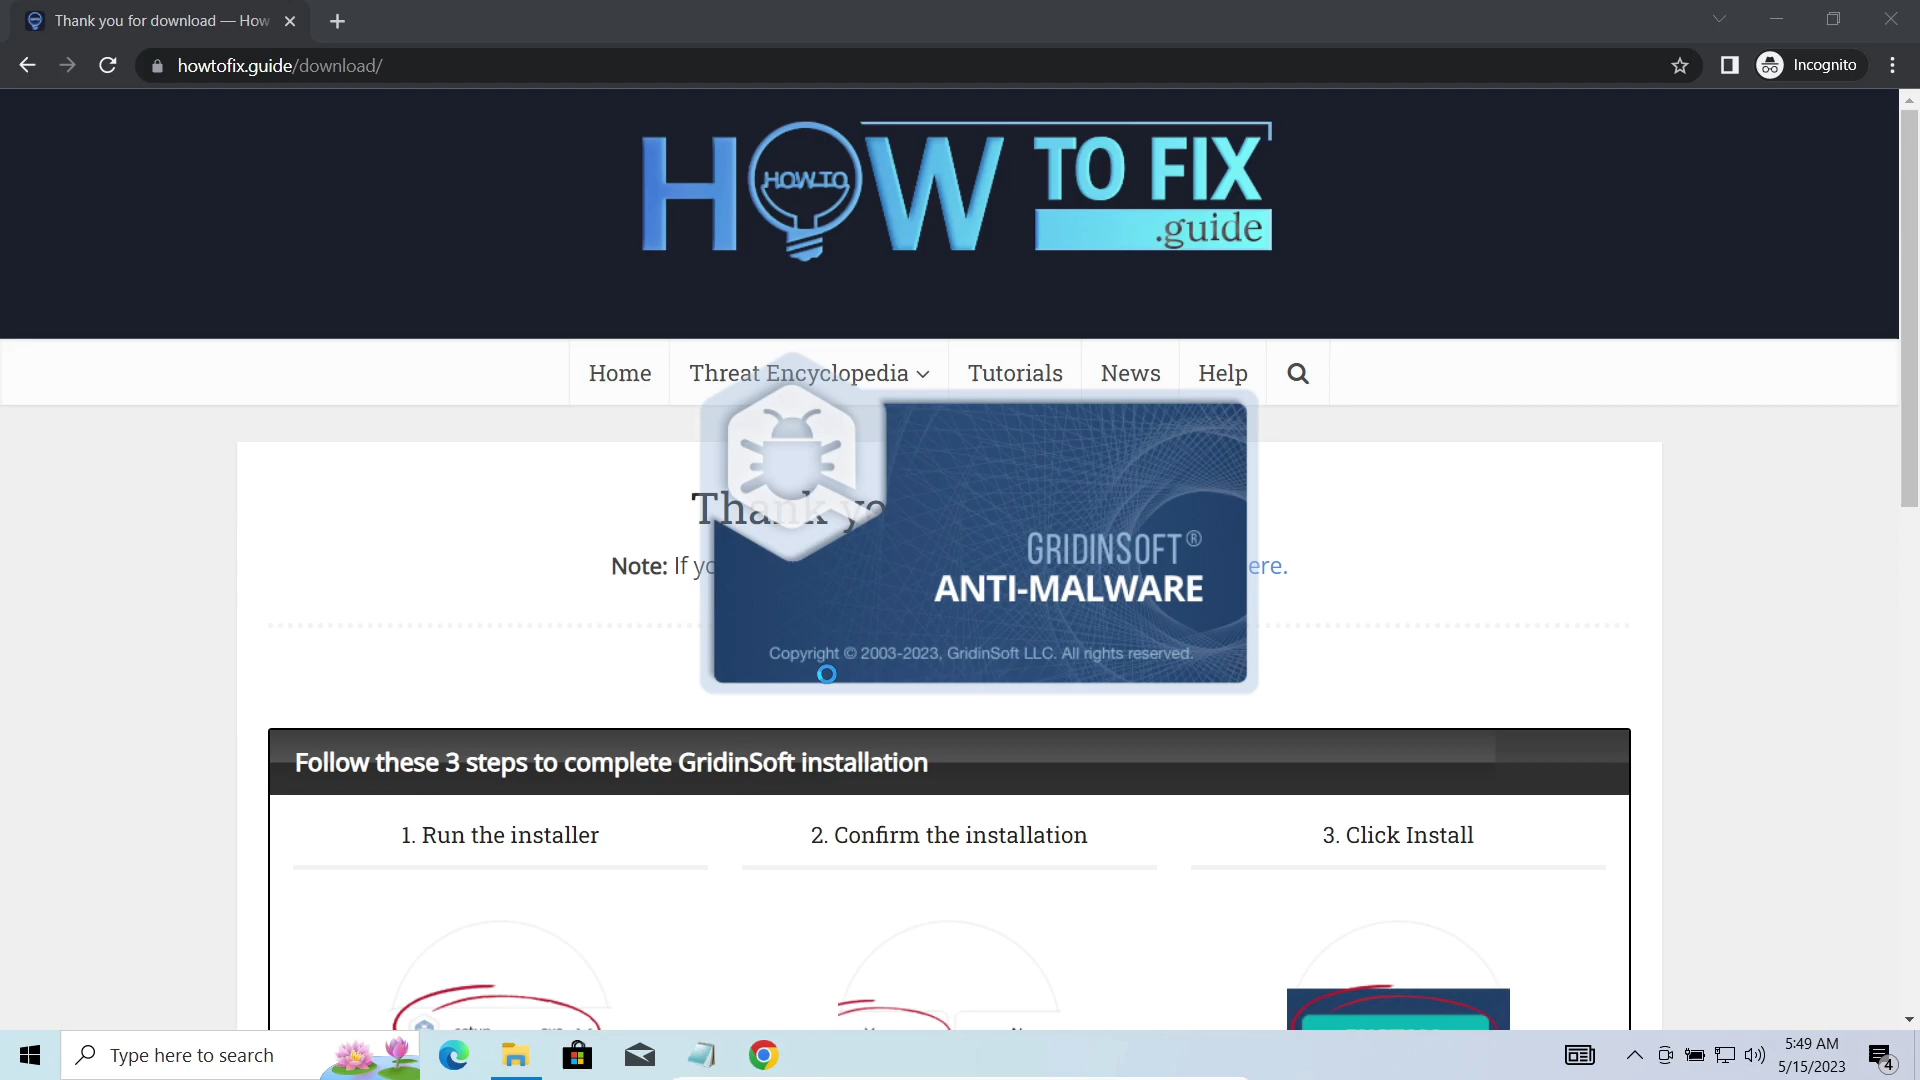 Thank you for download — How
howtofix.guide/download/
Incognito
HOW TO FIX
HOW TO
.guide
Home
Threat Encyclopedia
Tutorials
News
Help
Thank yo
Note: If yo
ere.
GRIDINSOFT®
ANTI-MALWARE
Copyright © 2003-2023, GridinSoft LLC. All rights reserved.
Follow these 3 steps to complete GridinSoft installation
1. Run the installer
2. Confirm the installation
3. Click Install
Type here to search
5:49 AM
5/15/2023
4